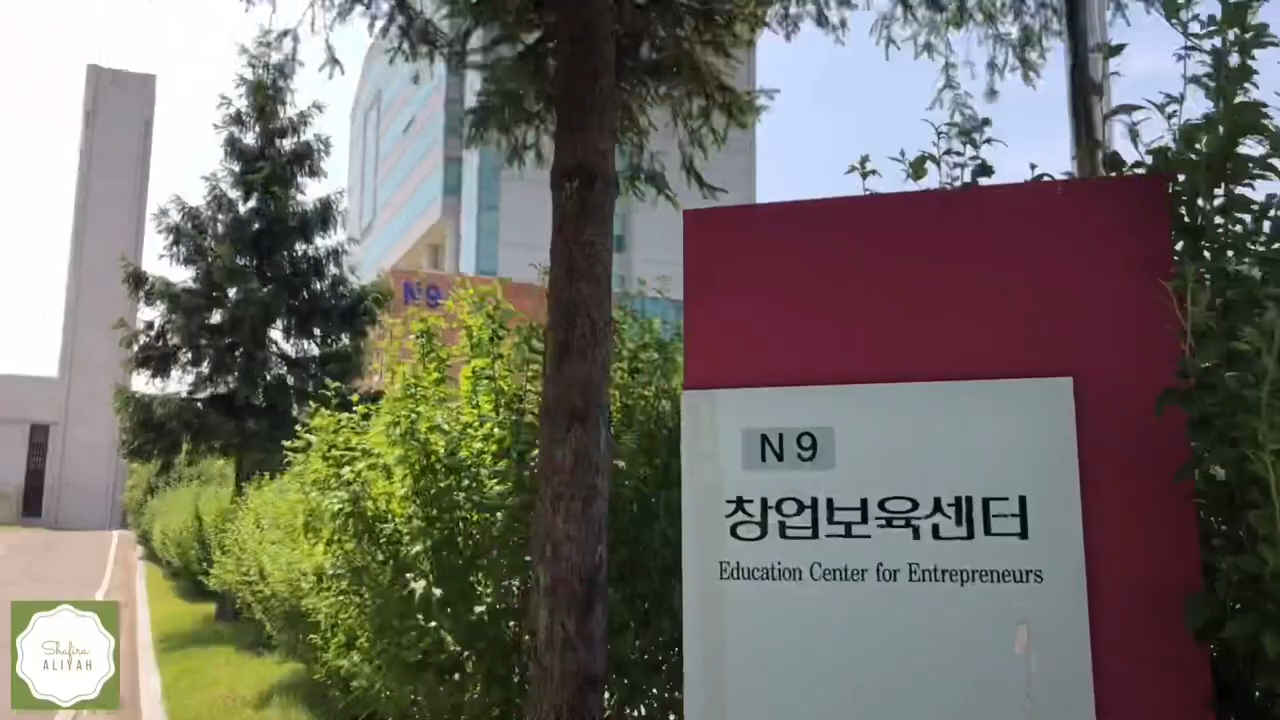 N9
N9
창업보육센터
Education Center for Entrepreneurs
Shafira
ALIYAH